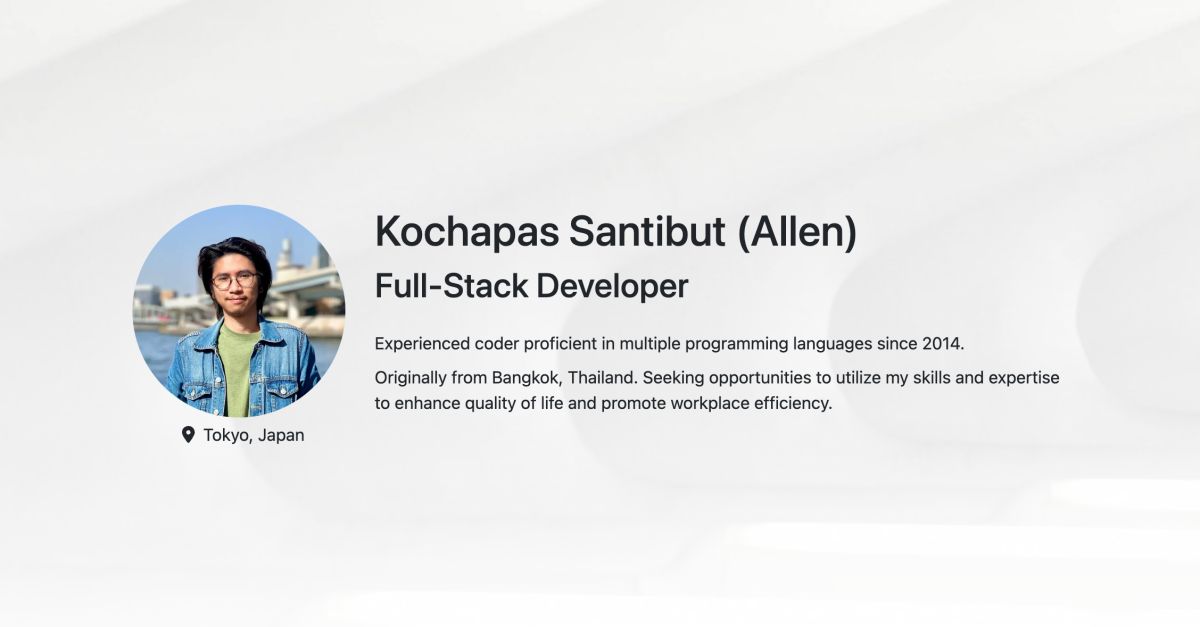 Kochapas Santibut (Allen)
Full-Stack Developer
Experienced coder proficient in multiple programming languages since 2014.
Originally from Bangkok, Thailand. Seeking opportunities to utilize my skills and expertise
to enhance quality of life and promote workplace efficiency.
Tokyo, Japan